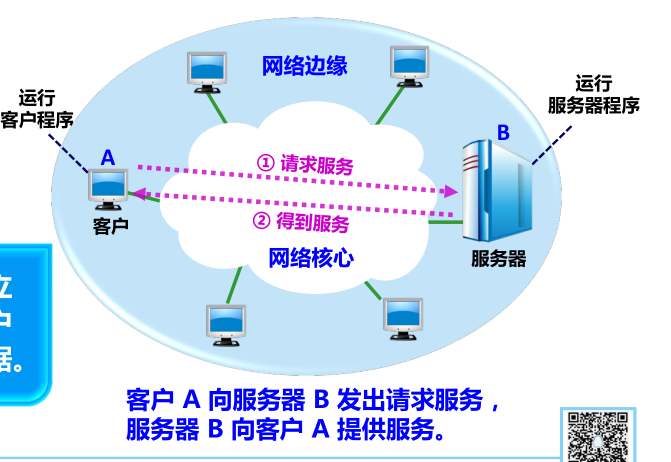 网络边缘
运行
客户程序
运行
服务器程序
A
B
① 请求服务
② 得到服务
客户
服务器
网络核心
立
户
据。
客户 A 向服务器 B 发出请求服务，
服务器 B 向客户 A 提供服务。